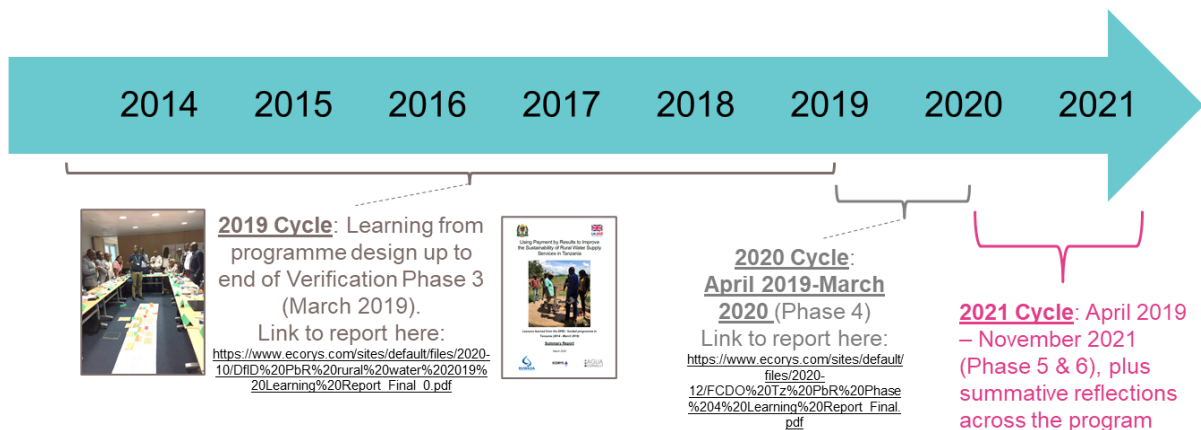 2014 2015 2016 2017 2018 2019 2020 2021
2019 Cycle: Learning from
programme design up to
end of Verification Phase 3
(March 2019).
Link to report here:
https://www.ecorys.com/sites/default/files/2020-
10/DfID%20PbR%20rural%20water%202019%
20Learning%20Report_Final_0.pdf
Using Payment by Results to Improve
the Sustainability of Rural Water Supply
Services in Tanzania
Summary Report
2020 Cycle:
April 2019-March
2020 (Phase 4)
Link to report here:
https://www.ecorys.com/sites/default/
files/2020-
12/FCDO%20Tz%20PbR%20Phase
%204%20Learning%20Report_Final.
pdf
2021 Cycle: April 2019
– November 2021
(Phase 5 & 6), plus
summative reflections
across the program